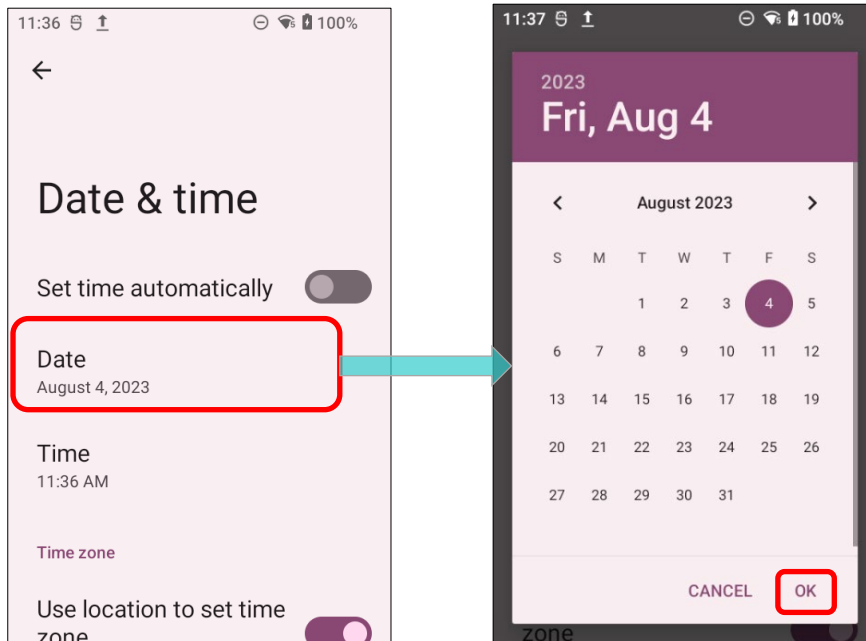 11:36 100%
Date & time
Set time automatically
Date
August 4, 2023
Time
11:36 AM
Time zone
Use location to set time
zone
11:37 100%
2023
Fri, Aug 4
August 2023
S M T W T F S
1 2 3 4 5
6 7 8 9 10 11 12
13 14 15 16 17 18 19
20 21 22 23 24 25 26
27 28 29 30 31
CANCEL OK
zone